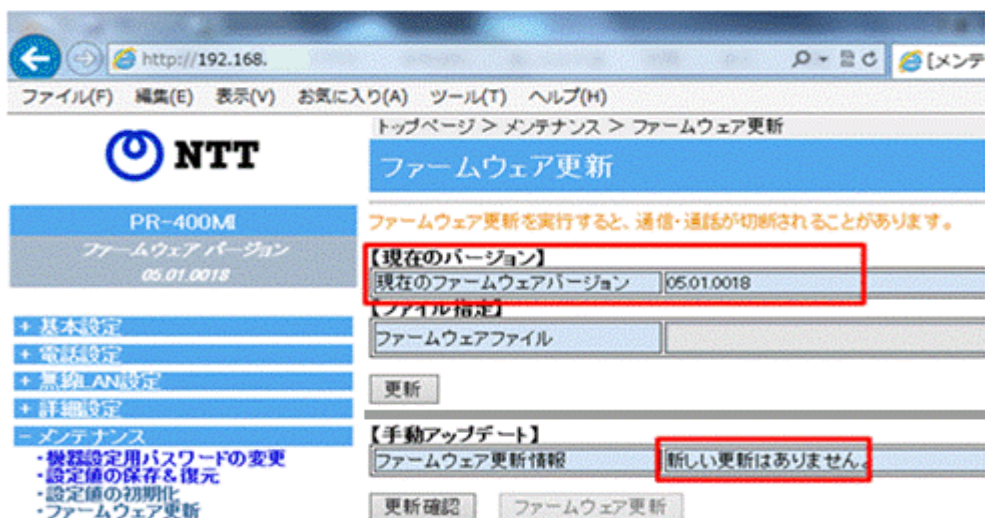 http://192.168.
[メンテ
ファイル(F) 編集(E) 表示(V) お気に入り(A) ツール(T) ヘルプ(H)
NTT
PR-400MI
ファームウェア バージョン
05.01.0018
+ 基本設定
+ 電話設定
+ 無線LAN設定
+ 詳細設定
- メンテナンス
・機器設定用パスワードの変更
・設定値の保存&復元
・設定値の初期化
・ファームウェア更新
トップページ > メンテナンス > ファームウェア更新
ファームウェア更新
ファームウェア更新を実行すると、通信・通話が切断されることがあります。
【現在のバージョン】
現在のファームウェアバージョン 05.01.0018
【ファイル指定】
ファームウェアファイル
更新
【手動アップデート】
ファームウェア更新情報 新しい更新はありません。
更新確認 ファームウェア更新